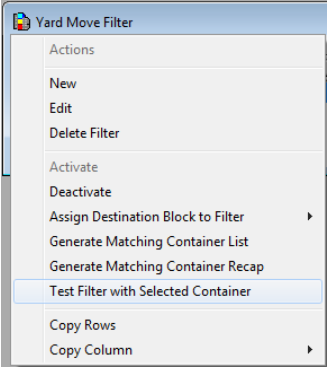 Yard Move Filter
Actions
New
Edit
Delete Filter
Activate
Deactivate
Assign Destination Block to Filter
Generate Matching Container List
Generate Matching Container Recap
Test Filter with Selected Container
Copy Rows
Copy Column